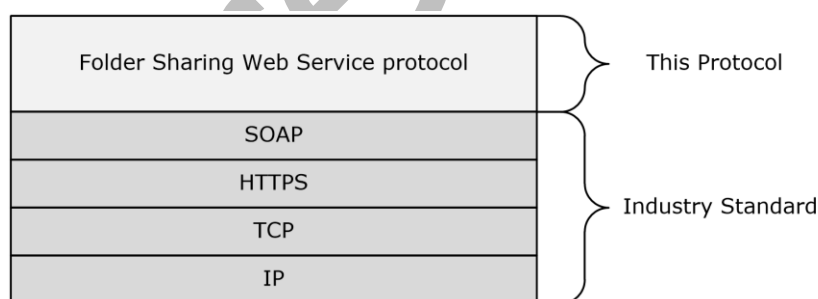 Folder Sharing Web Service protocol
This Protocol
SOAP
HTTPS
Industry Standard
TCP
IP